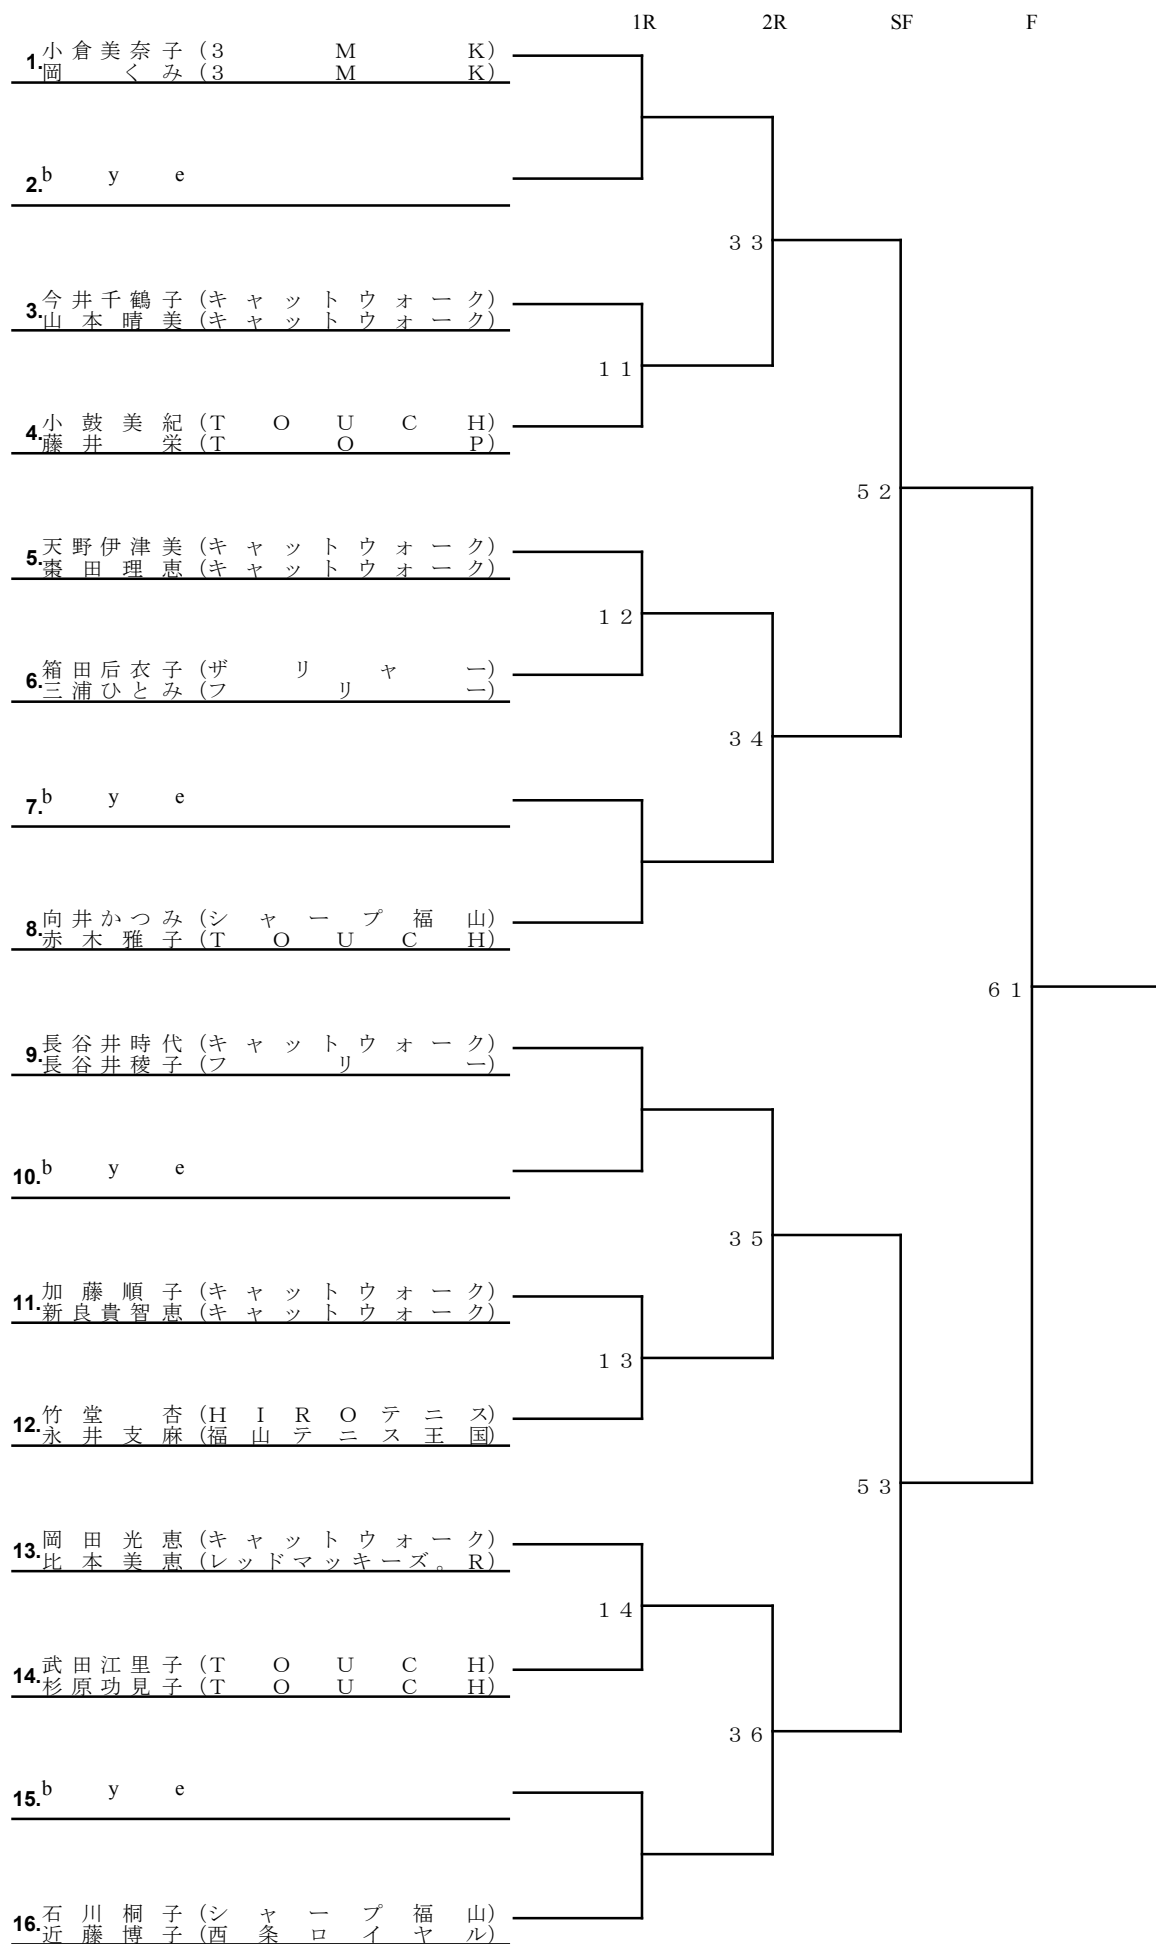 1R 2R SF F
1. 小倉美奈子 (3MK)
岡くみ (3MK)
2. bye
33
3. 今井千鶴子 (キャットウォーク)
山本晴美 (キャットウォーク)
11
4. 小鼓美紀 (TOUCH)
藤井栄 (TOP)
52
5. 天野伊津美 (キャットウォーク)
棗田理恵 (キャットウォーク)
12
6. 箱田后衣子 (ザリャー)
三浦ひとみ (フリー)
34
7. bye
8. 向井かつみ (シャープ福山)
赤木雅子 (TOUCH)
61
9. 長谷井時代 (キャットウォーク)
長谷井稜子 (フリー)
10. bye
35
11. 加藤順子 (キャットウォーク)
新良貴智恵 (キャットウォーク)
13
12. 竹堂杏 (HIROテニス)
永井支麻 (福山テニス王国)
53
13. 岡田光恵 (キャットウォーク)
比本美恵 (レッドマッキーズ。R)
14
14. 武田江里子 (TOUCH)
杉原功見子 (TOUCH)
36
15. bye
16. 石川桐子 (シャープ福山)
近藤博子 (西条ロイヤル)